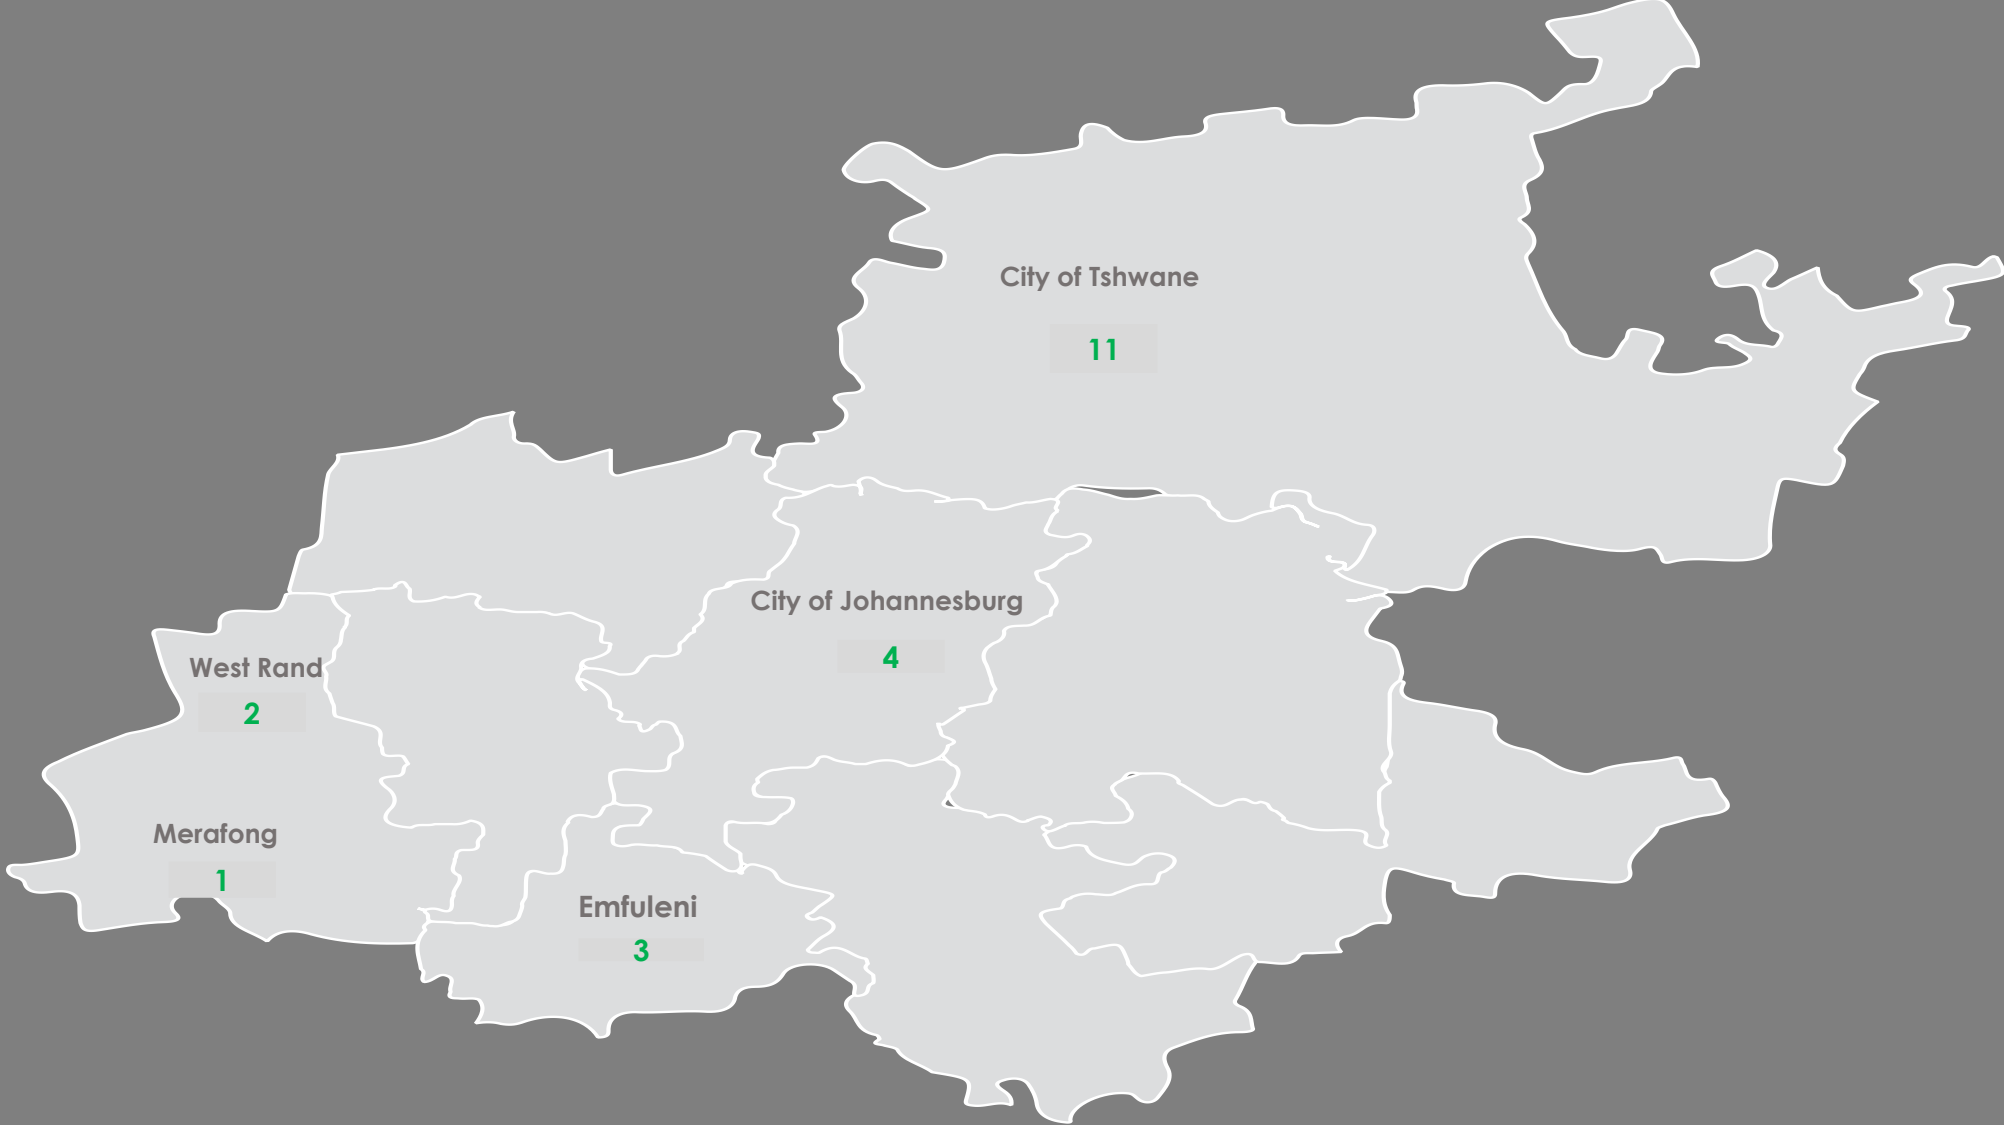 City of Tshwane
11
City of Johannesburg
4
West Rand
2
Merafong
1
Emfuleni
3